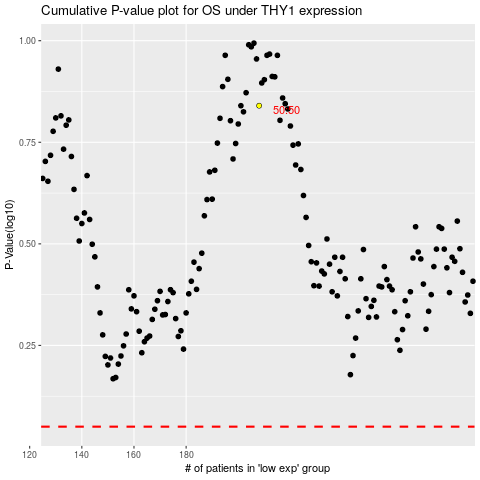 Cumulative P-value plot for OS under THY1 expression
1.00
0.75
0.50
0.25
P-Value(log10)
50:50
120 140 160 180
# of patients in 'low exp' group